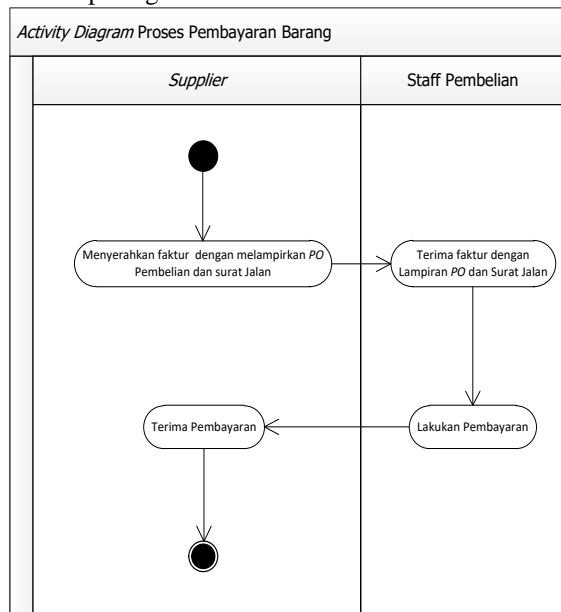 Activity Diagram Proses Pembayaran Barang
Supplier
Staff Pembelian
Menyerahkan faktur dengan melampirkan PO
Pembelian dan surat Jalan
Terima faktur dengan
Lampiran PO dan Surat Jalan
Terima Pembayaran
Lakukan Pembayaran